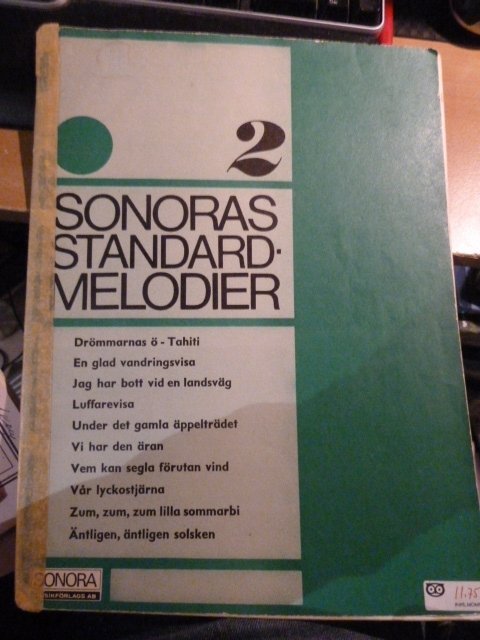 2
SONORAS
STANDARD-
MELODIER
Drömmarnas ö - Tahiti
En glad vandringsvisa
Jag har bott vid en landsväg
Luffarevisa
Under det gamla äppelträdet
Vi har den äran
Vem kan segla förutan vind
Vår lyckostjärna
Zum, zum, zum lilla sommarbi
Äntligen, äntligen solsken
SONORA
SIKFÖRLAGS AB
11.75